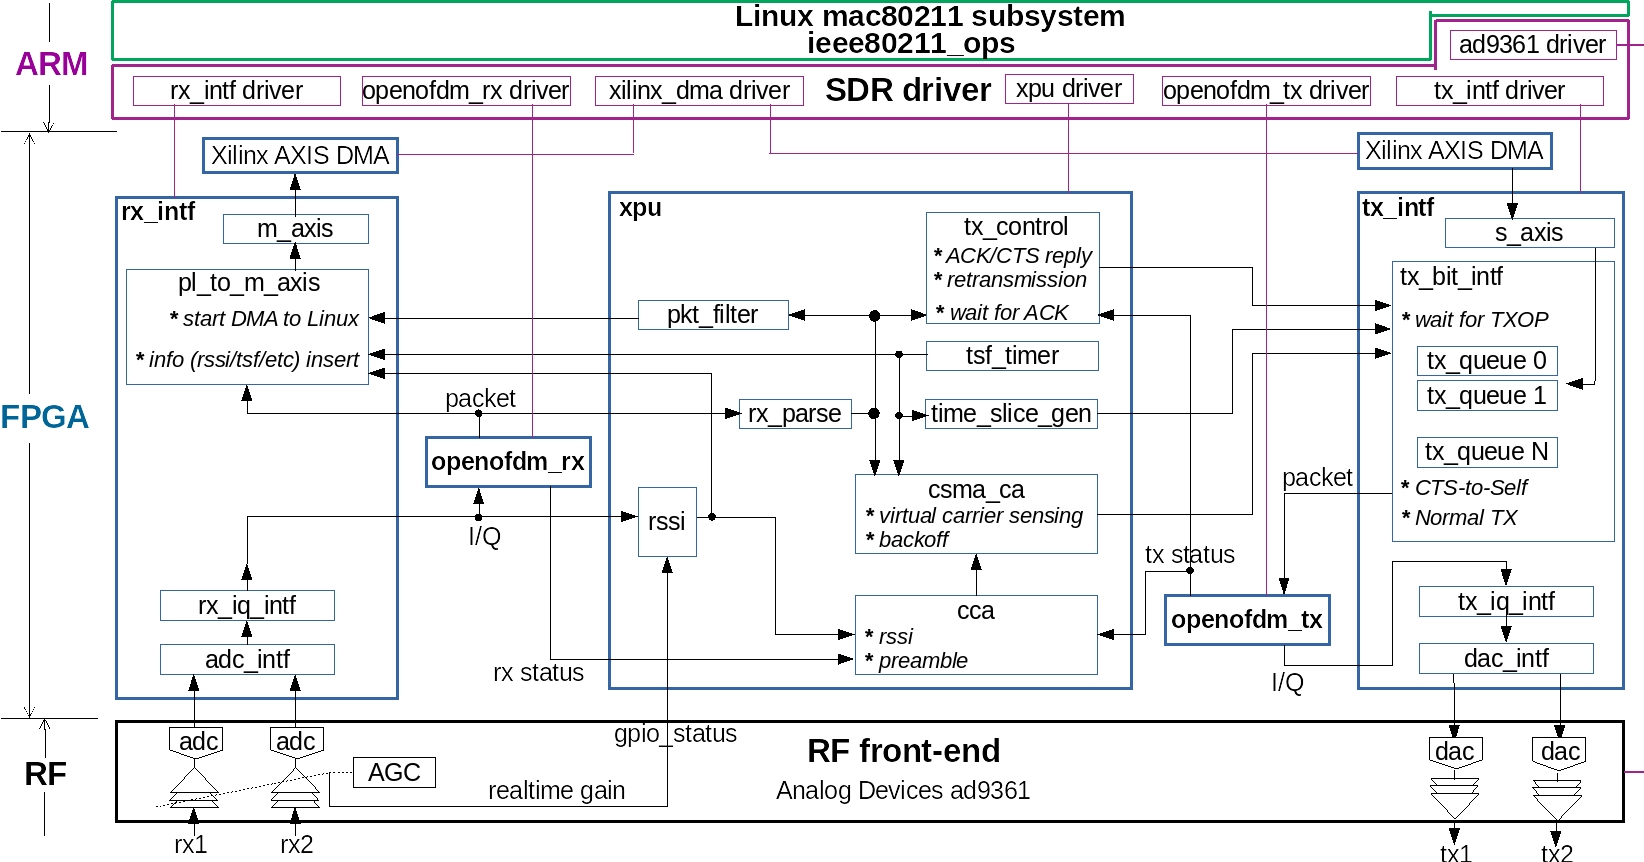 Linux mac80211 subsystem
ieee80211_ops
ARM
ad9361 driver
rx_intf driver
openofdm_rx driver
xilinx_dma driver
SDR driver
xpu driver
openofdm_tx driver
tx_intf driver
Xilinx AXIS DMA
Xilinx AXIS DMA
rx_intf
m_axis
pl_to_m_axis
* start DMA to Linux
* info (rssi/tsf/etc) insert
rx_iq_intf
adc_intf
packet
openofdm_rx
I/Q
rx status
xpu
tx_control
* ACK/CTS reply
* retransmission
* wait for ACK
pkt_filter
tsf_timer
rx_parse
time_slice_gen
csma_ca
* virtual carrier sensing
* backoff
rssi
cca
* rssi
* preamble
tx_intf
s_axis
tx_bit_intf
* wait for TXOP
tx_queue 0
tx_queue 1
tx_queue N
* CTS-to-Self
* Normal TX
packet
tx status
openofdm_tx
I/Q
tx_iq_intf
dac_intf
FPGA
RF
gpio_status
adc
adc
AGC
realtime gain
RF front-end
Analog Devices ad9361
dac
dac
rx1
rx2
tx1
tx2